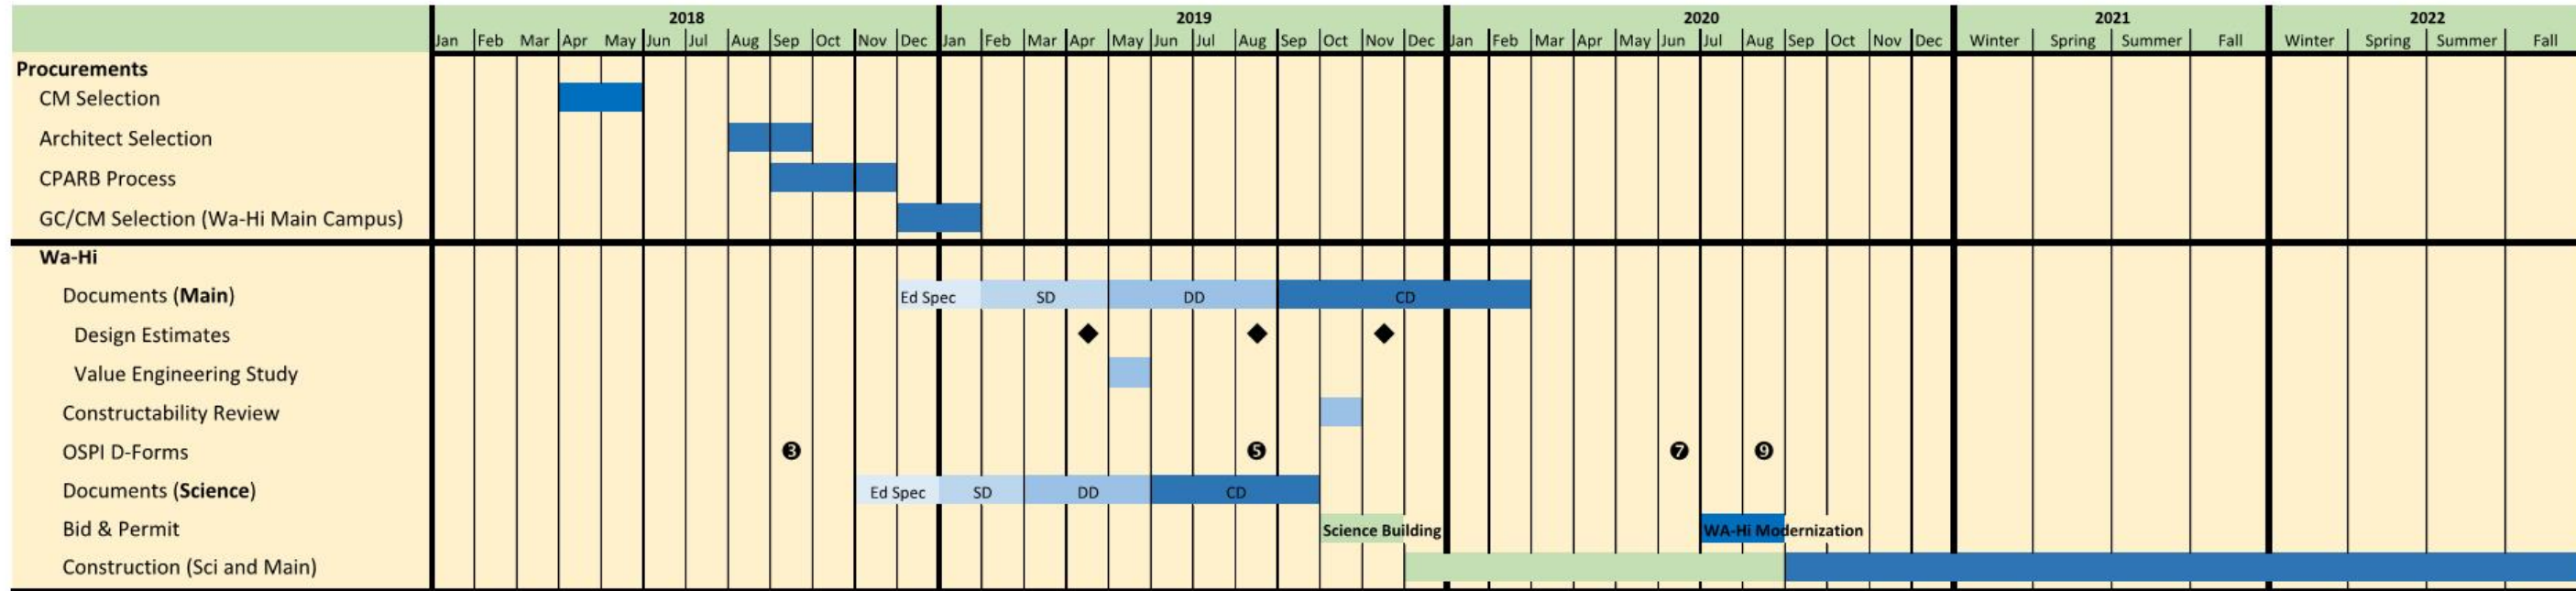 2018 2019 2020 2021 2022
Jan Feb Mar Apr May Jun Jul Aug Sep Oct Nov Dec Jan Feb Mar Apr May Jun Jul Aug Sep Oct Nov Dec Jan Feb Mar Apr May Jun Jul Aug Sep Oct Nov Dec Winter Spring Summer Fall Winter Spring Summer Fall
Procurements
CM Selection
Architect Selection
CPARB Process
GC/CM Selection (Wa-Hi Main Campus)
Wa-Hi
Documents (Main) Ed Spec SD DD CD
Design Estimates
Value Engineering Study
Constructability Review
OSPI D-Forms ❸ ❺ ❼ ❾
Documents (Science) Ed Spec SD DD CD
Bid & Permit Science Building WA-Hi Modernization
Construction (Sci and Main)